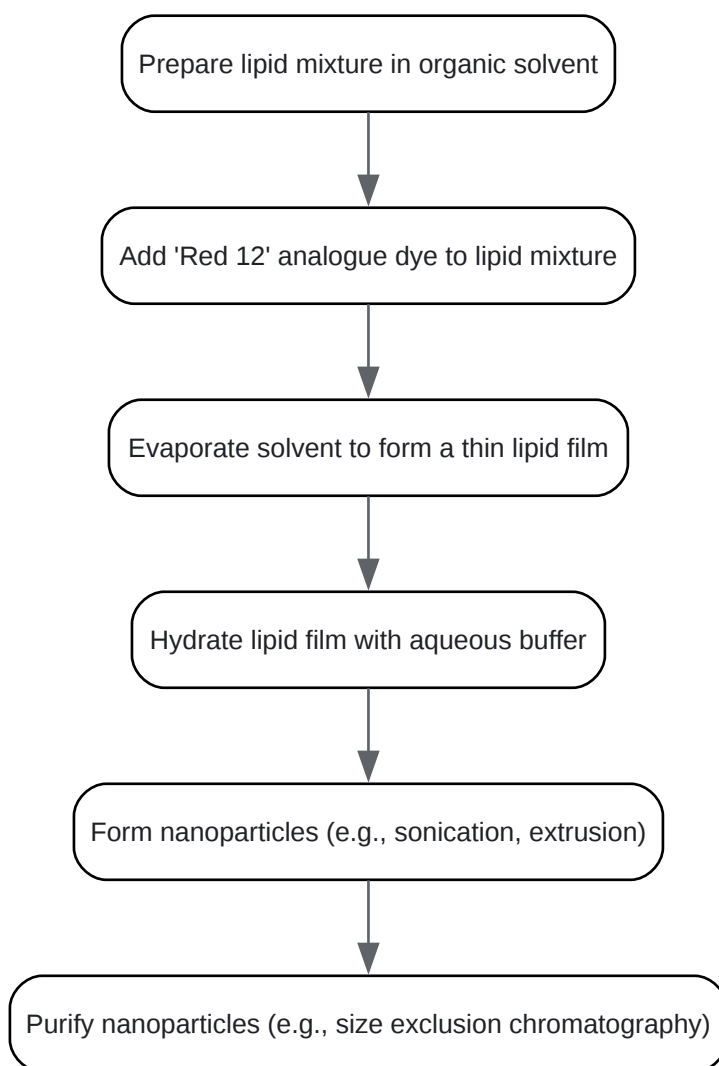 Prepare lipid mixture in organic solvent
Add 'Red 12' analogue dye to lipid mixture
Evaporate solvent to form a thin lipid film
Hydrate lipid film with aqueous buffer
Form nanoparticles (e.g., sonication, extrusion)
Purify nanoparticles (e.g., size exclusion chromatography)